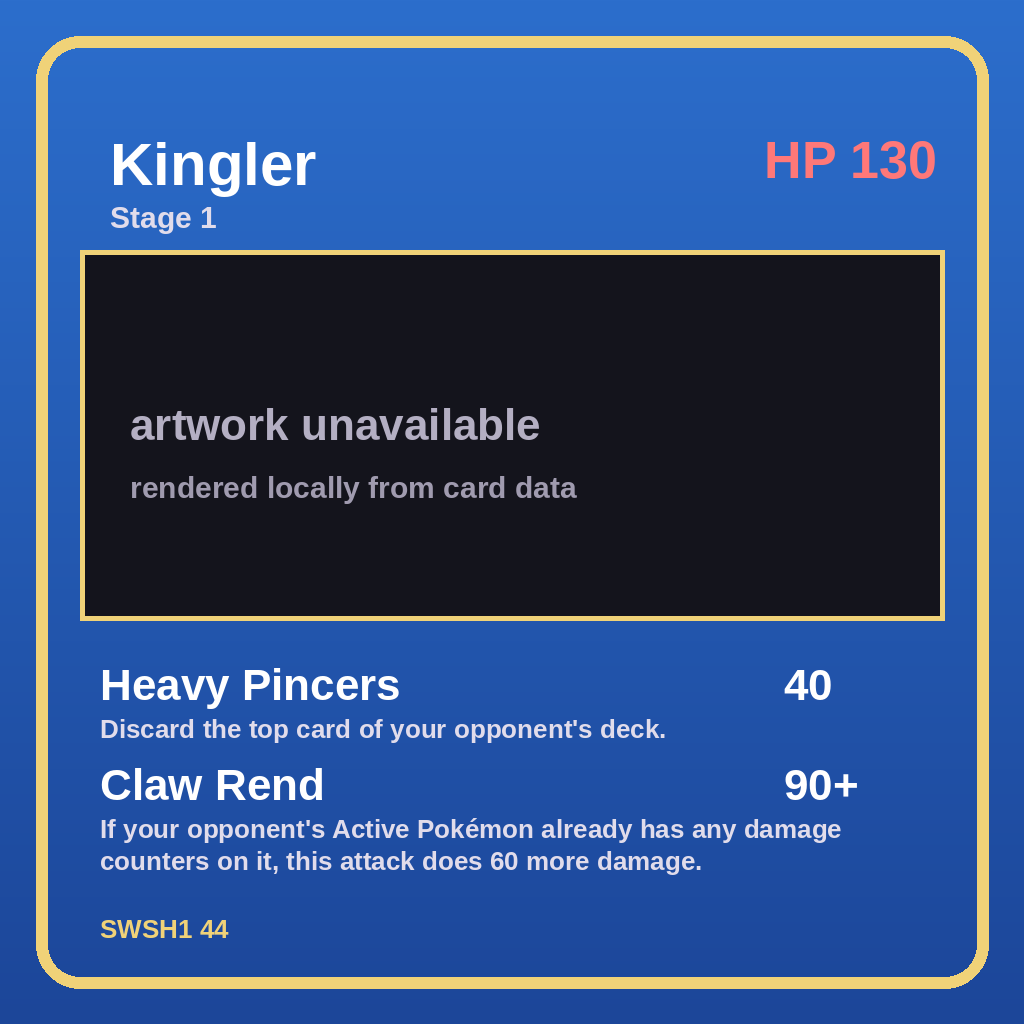 Kingler
HP 130
Stage 1
artwork unavailable
rendered locally from card data
Heavy Pincers
40
Discard the top card of your opponent's deck.
Claw Rend
90+
If your opponent's Active Pokémon already has any damage
counters on it, this attack does 60 more damage.
SWSH1 44